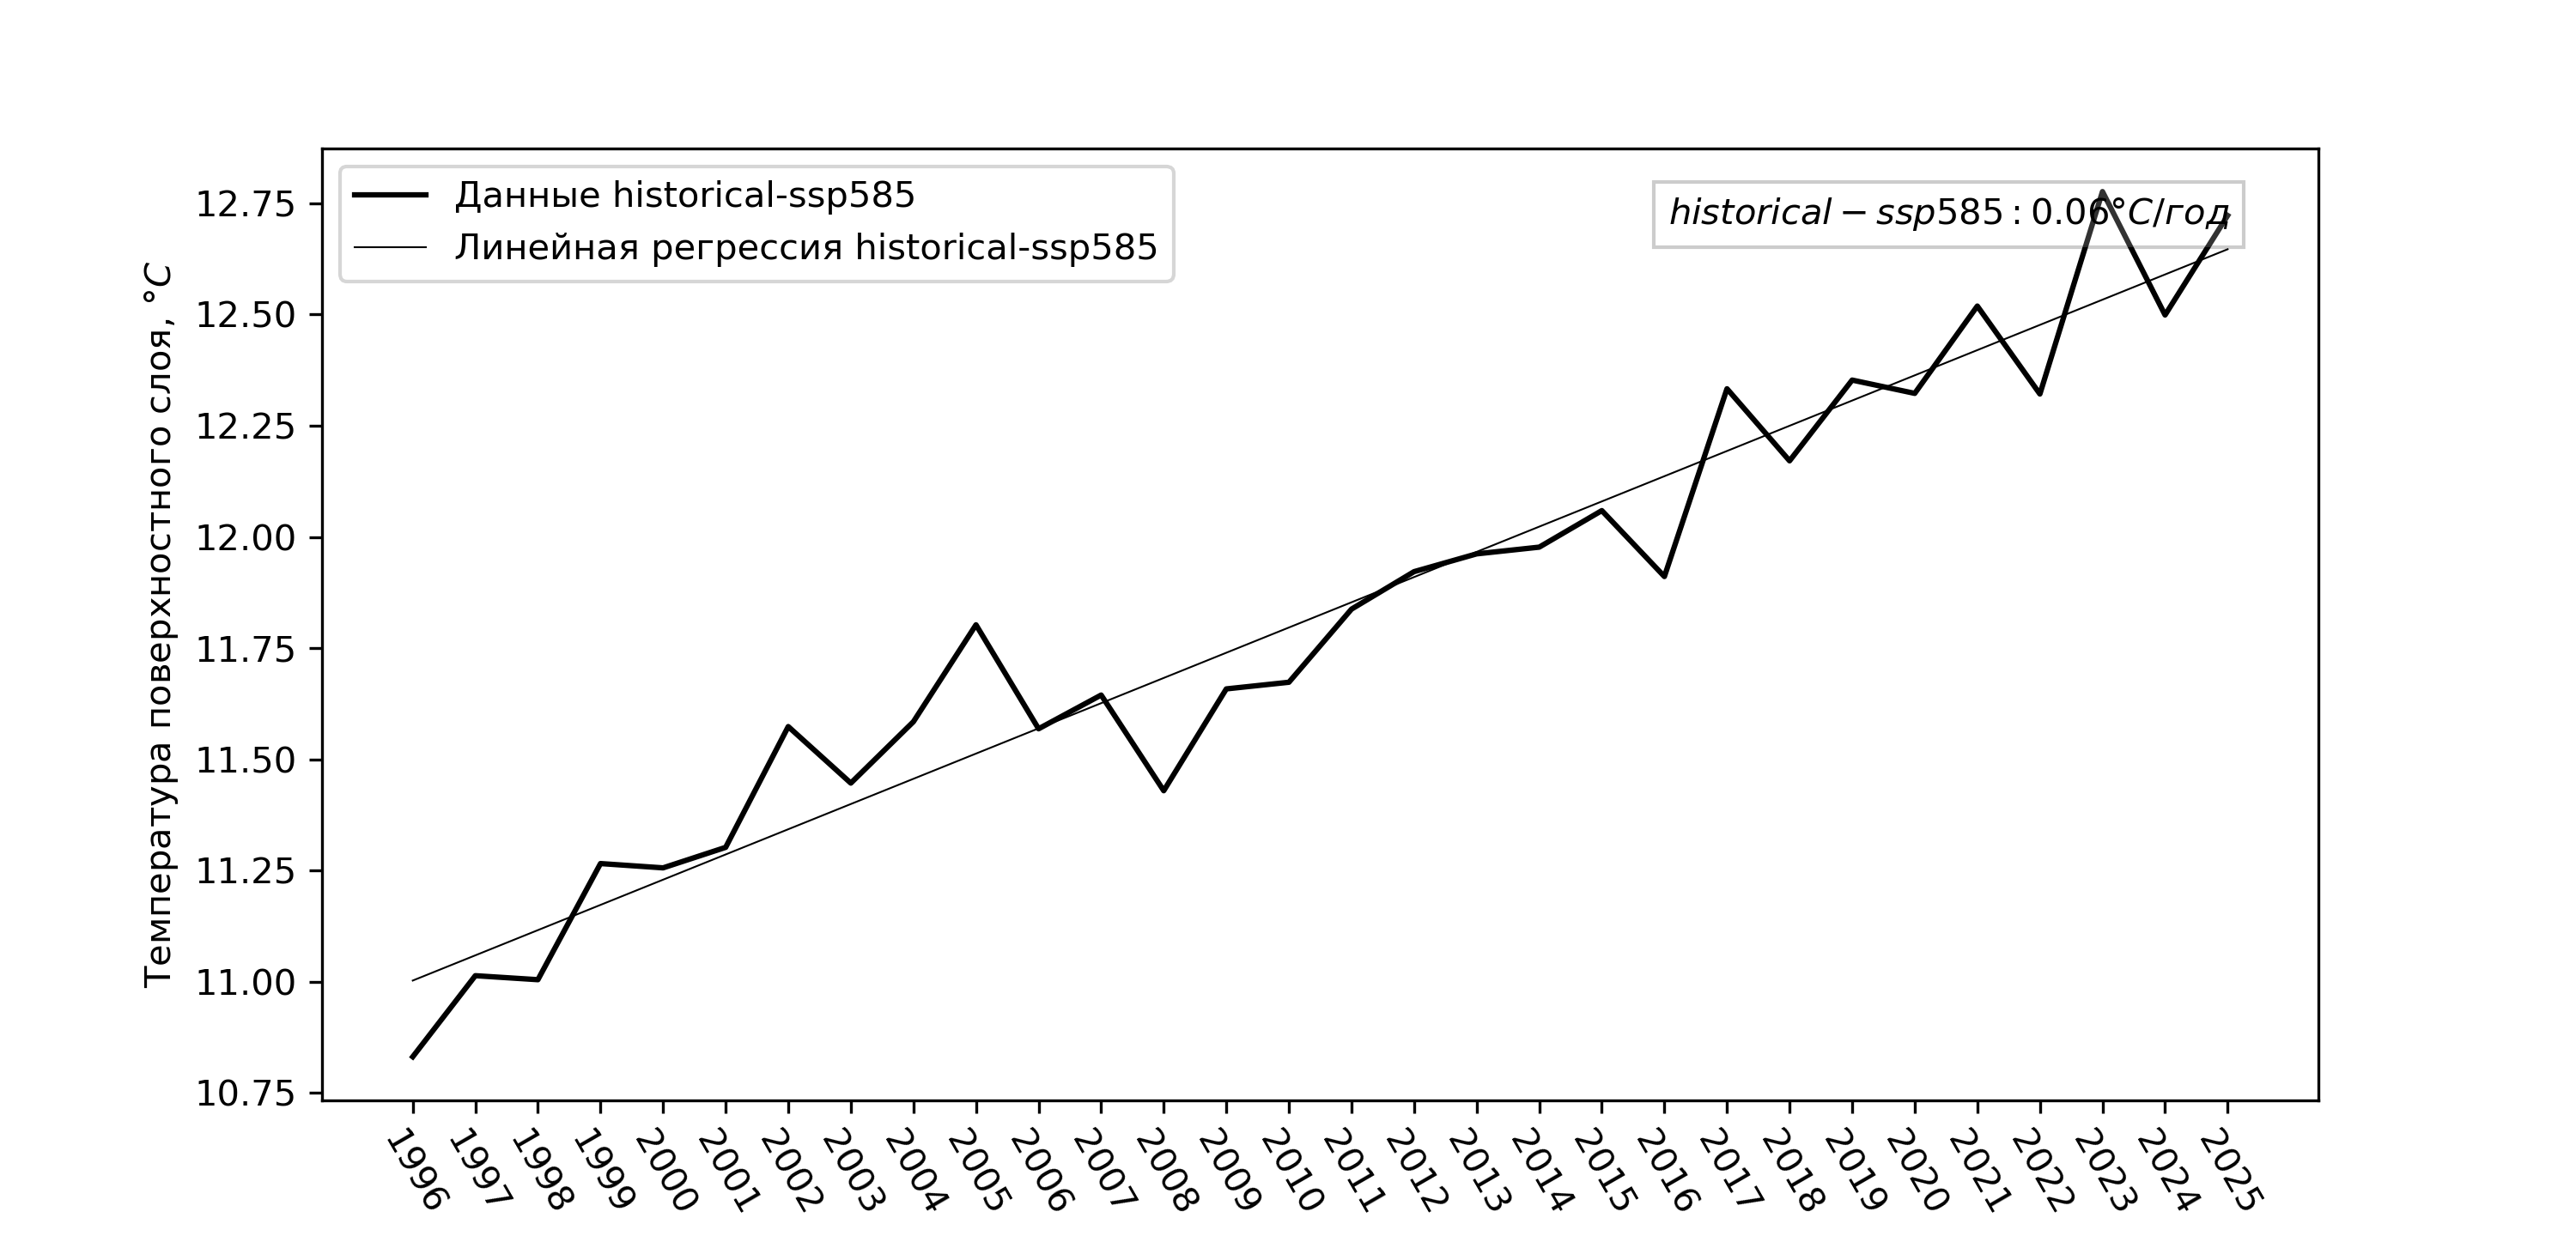 Данные historical-ssp585
Линейная регрессия historical-ssp585
historical − ssp585 : 0.06°C/год
Температура поверхностного слоя, °C
12.75
12.50
12.25
12.00
11.75
11.50
11.25
11.00
10.75
1996 1997 1998 1999 2000 2001 2002 2003 2004 2005 2006 2007 2008 2009 2010 2011 2012 2013 2014 2015 2016 2017 2018 2019 2020 2021 2022 2023 2024 2025